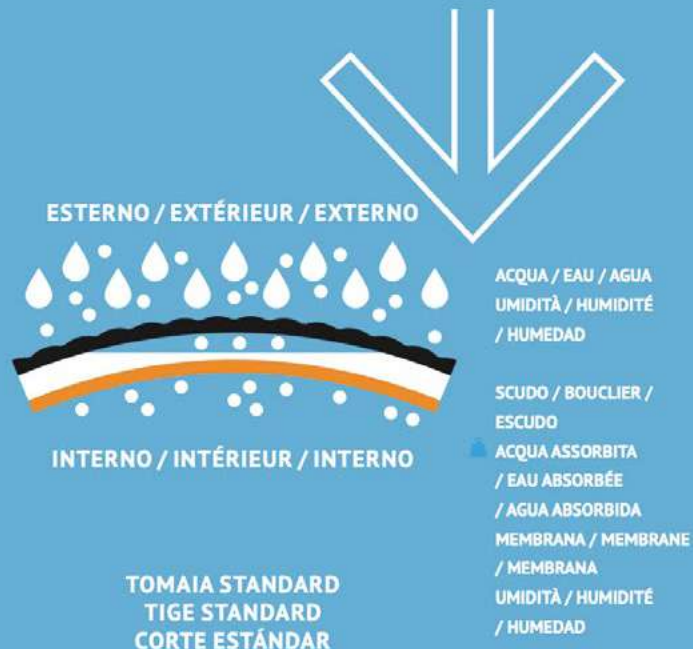 ESTERNO / EXTÉRIEUR / EXTERNO
ACQUA / EAU / AGUA
UMIDITÀ / HUMIDITÉ
/ HUMEDAD
SCUDO / BOUCLIER /
ESCUDO
ACQUA ASSORBITA
/ EAU ABSORBÉE
/ AGUA ABSORBIDA
MEMBRANA / MEMBRANE
/ MEMBRANA
UMIDITÀ / HUMIDITÉ
/ HUMEDAD
INTERNO / INTÉRIEUR / INTERNO
TOMAIA STANDARD
TIGE STANDARD
CORTE ESTÁNDAR